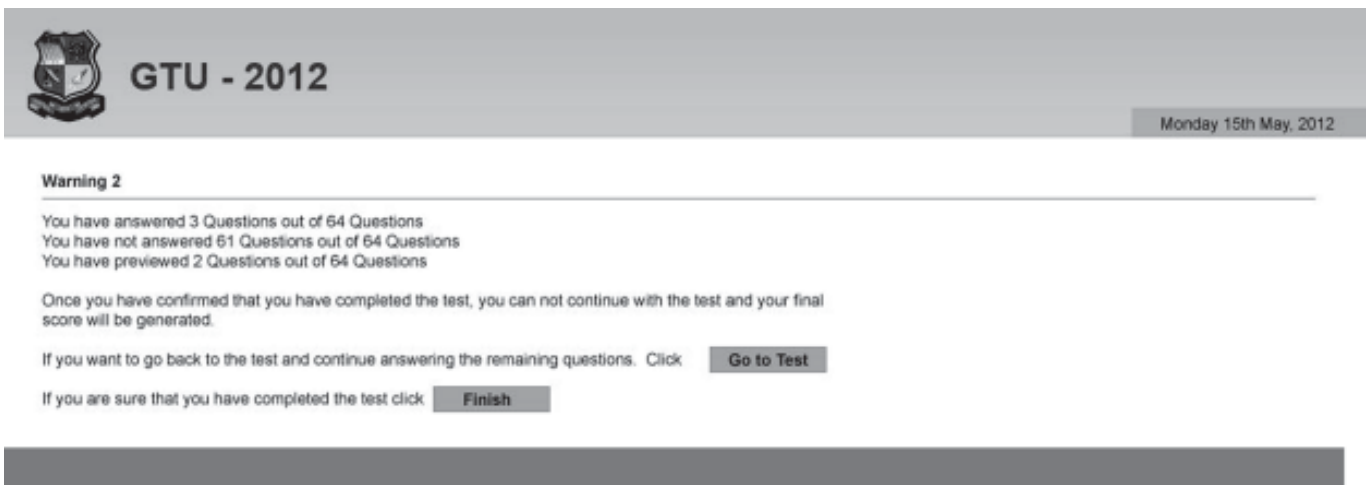 GTU - 2012
Monday 15th May, 2012
Warning 2
You have answered 3 Questions out of 64 Questions
You have not answered 61 Questions out of 64 Questions
You have previewed 2 Questions out of 64 Questions
Once you have confirmed that you have completed the test, you can not continue with the test and your final
score will be generated.
If you want to go back to the test and continue answering the remaining questions. Click Go to Test
If you are sure that you have completed the test click Finish